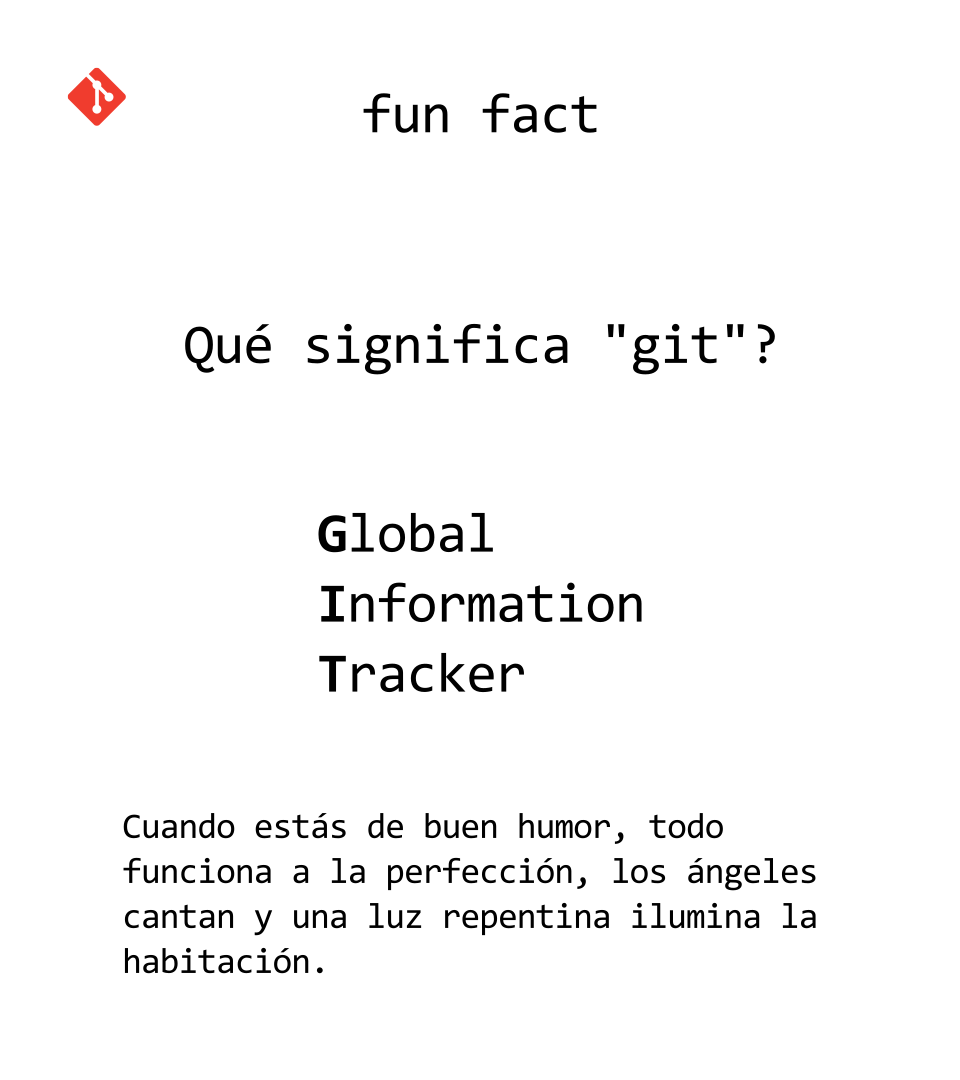 fun fact
Qué significa "git"?
Global
Information
Tracker
Cuando estás de buen humor, todo
funciona a la perfección, los ángeles
cantan y una luz repentina ilumina la
habitación.